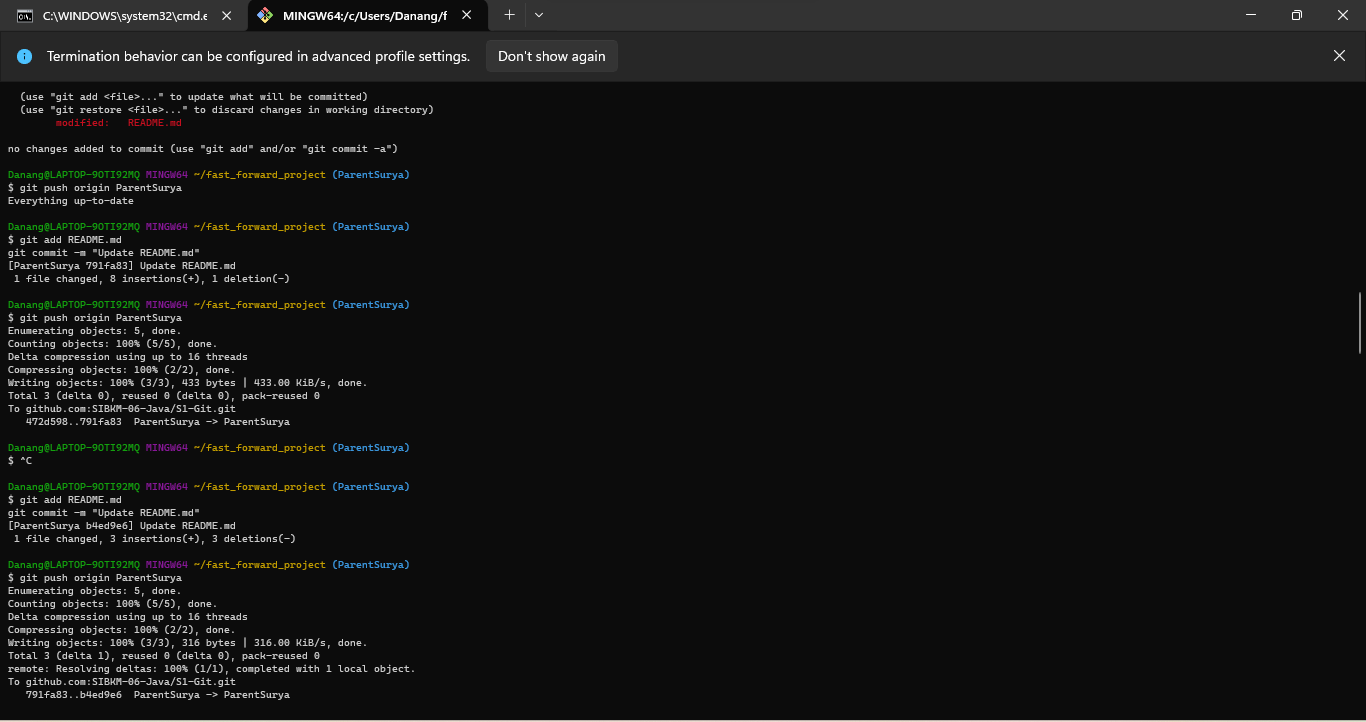 C:\WINDOWS\system32\cmd.e
MINGW64:/c/Users/Danang/f
Termination behavior can be configured in advanced profile settings. Don't show again
(use "git add <file>..." to update what will be committed)
(use "git restore <file>..." to discard changes in working directory)
modified: README.md
no changes added to commit (use "git add" and/or "git commit -a")
Danang@LAPTOP-9OTI92MQ MINGW64 ~/fast_forward_project (ParentSurya)
$ git push origin ParentSurya
Everything up-to-date
Danang@LAPTOP-9OTI92MQ MINGW64 ~/fast_forward_project (ParentSurya)
$ git add README.md
git commit -m "Update README.md"
[ParentSurya 791fa83] Update README.md
1 file changed, 8 insertions(+), 1 deletion(-)
Danang@LAPTOP-9OTI92MQ MINGW64 ~/fast_forward_project (ParentSurya)
$ git push origin ParentSurya
Enumerating objects: 5, done.
Counting objects: 100% (5/5), done.
Delta compression using up to 16 threads
Compressing objects: 100% (2/2), done.
Writing objects: 100% (3/3), 433 bytes | 433.00 KiB/s, done.
Total 3 (delta 0), reused 0 (delta 0), pack-reused 0
To github.com:SIBKM-06-Java/S1-Git.git
472d598..791fa83 ParentSurya -> ParentSurya
Danang@LAPTOP-9OTI92MQ MINGW64 ~/fast_forward_project (ParentSurya)
$ ^C
Danang@LAPTOP-9OTI92MQ MINGW64 ~/fast_forward_project (ParentSurya)
$ git add README.md
git commit -m "Update README.md"
[ParentSurya b4ed9e6] Update README.md
1 file changed, 3 insertions(+), 3 deletions(-)
Danang@LAPTOP-9OTI92MQ MINGW64 ~/fast_forward_project (ParentSurya)
$ git push origin ParentSurya
Enumerating objects: 5, done.
Counting objects: 100% (5/5), done.
Delta compression using up to 16 threads
Compressing objects: 100% (2/2), done.
Writing objects: 100% (3/3), 316 bytes | 316.00 KiB/s, done.
Total 3 (delta 1), reused 0 (delta 0), pack-reused 0
remote: Resolving deltas: 100% (1/1), completed with 1 local object.
To github.com:SIBKM-06-Java/S1-Git.git
791fa83..b4ed9e6 ParentSurya -> ParentSurya